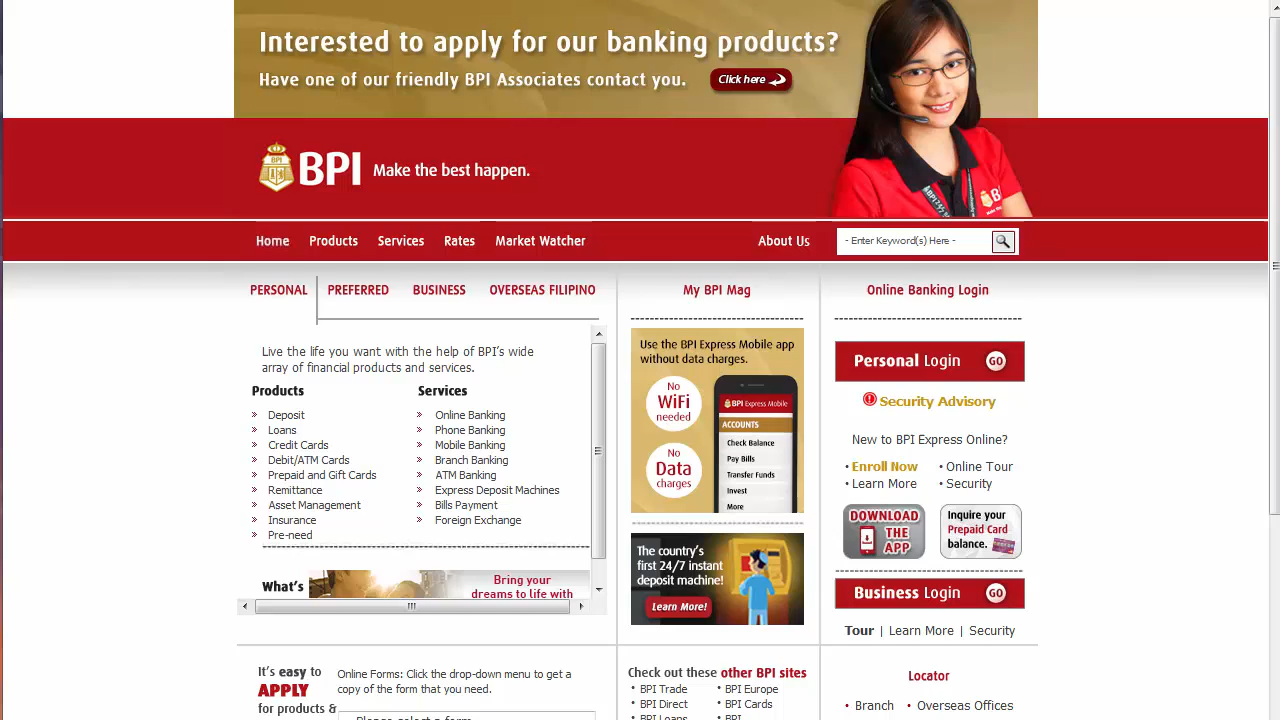 Interested to apply for our banking products?
Have one of our friendly BPI Associates contact you.
Click here
BPI
BPI
Make the best happen.
BPI
Home
Products
Services
Rates
Market Watcher
About Us
- Enter Keyword(s) Here -
PERSONAL
PREFERRED
BUSINESS
OVERSEAS FILIPINO
Live the life you want with the help of BPI's wide
array of financial products and services.
Products
Deposit
Loans
Credit Cards
Debit/ATM Cards
Prepaid and Gift Cards
Remittance
Asset Management
Insurance
Pre-need
Services
Online Banking
Phone Banking
Mobile Banking
Branch Banking
ATM Banking
Express Deposit Machines
Bills Payment
Foreign Exchange
What's
Bring your
dreams to life with
My BPI Mag
Use the BPI Express Mobile app
without data charges.
No
WiFi
needed
No
Data
charges
BPI Express Mobile
ACCOUNTS
Check Balance
Pay Bills
Transfer Funds
Invest
More
The country's
first 24/7 instant
deposit machine!
Learn More!
Online Banking Login
Personal Login GO
Security Advisory
New to BPI Express Online?
• Enroll Now
• Online Tour
• Learn More
• Security
DOWNLOAD
THE
APP
Inquire your
Prepaid Card
balance.
Business Login GO
Tour | Learn More | Security
It's easy to
APPLY
for products &
Online Forms: Click the drop-down menu to get a
copy of the form that you need.
Please select a form
Check out these other BPI sites
• BPI Trade
• BPI Europe
• BPI Direct
• BPI Cards
• BPI Loans
• BPI
Locator
• Branch
• Overseas Offices